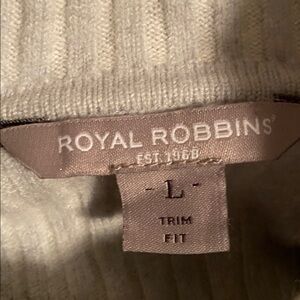 ROYAL ROBBINS
EST. 1968
- L -
TRIM
FIT